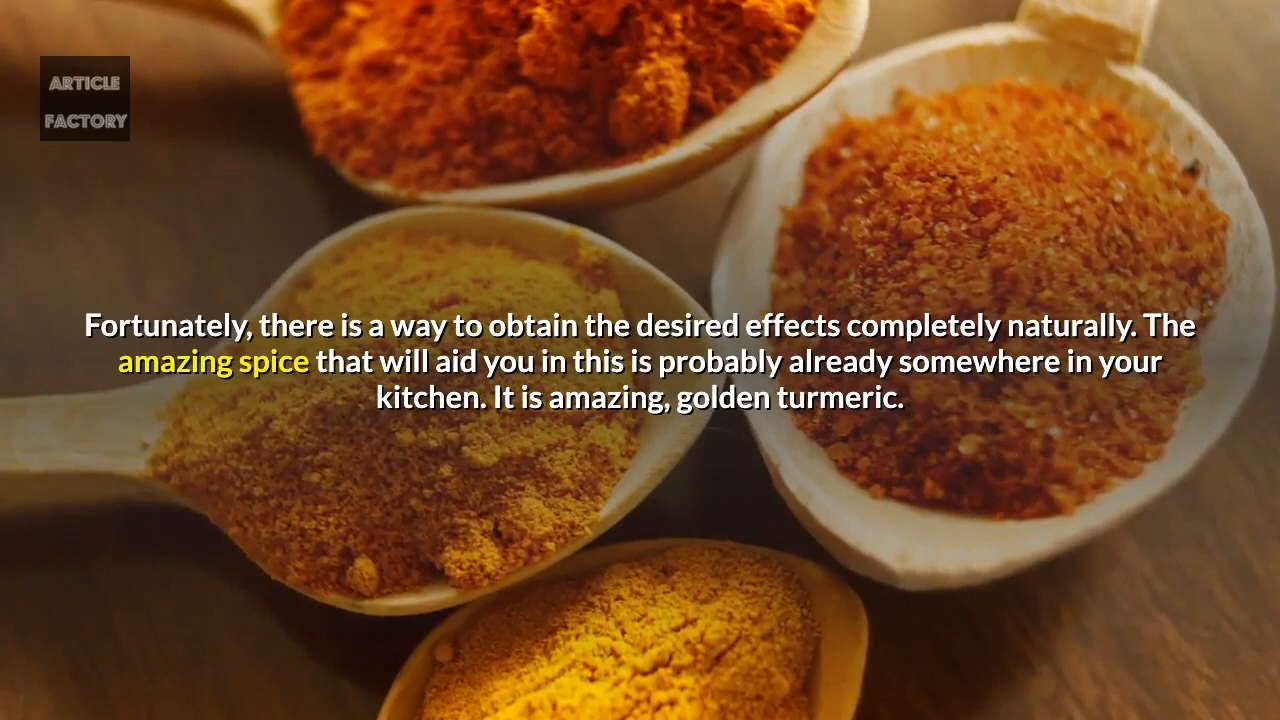 ARTICLE
FACTORY
Fortunately, there is a way to obtain the desired effects completely naturally. The
amazing spice that will aid you in this is probably already somewhere in your
kitchen. It is amazing, golden turmeric.